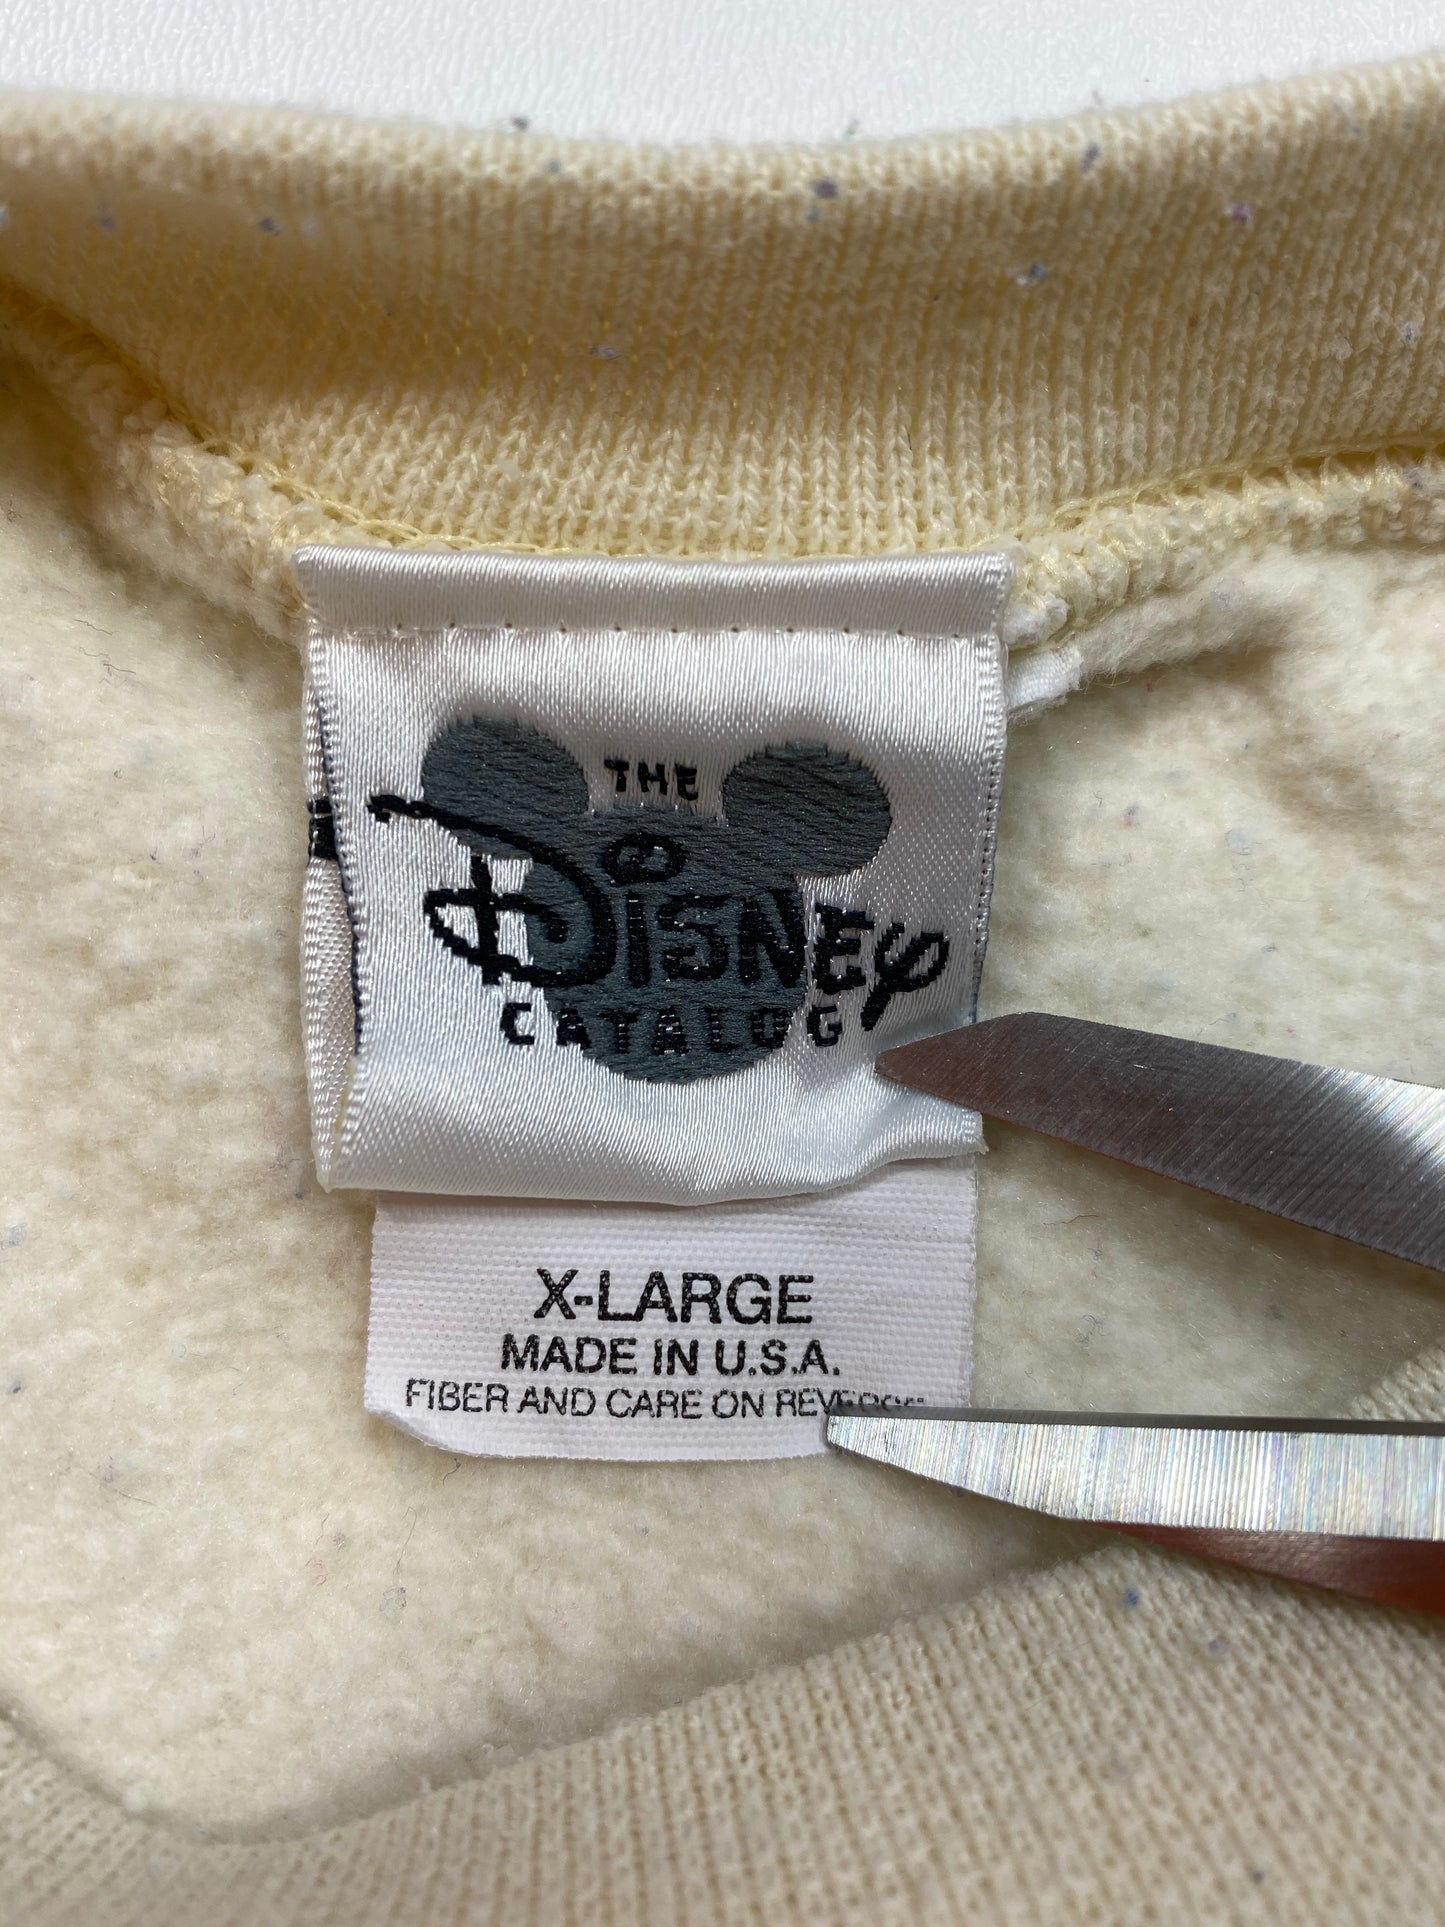 THE
DISNEY
CATALOG
X-LARGE
MADE IN U.S.A.
FIBER AND CARE ON REVERSE